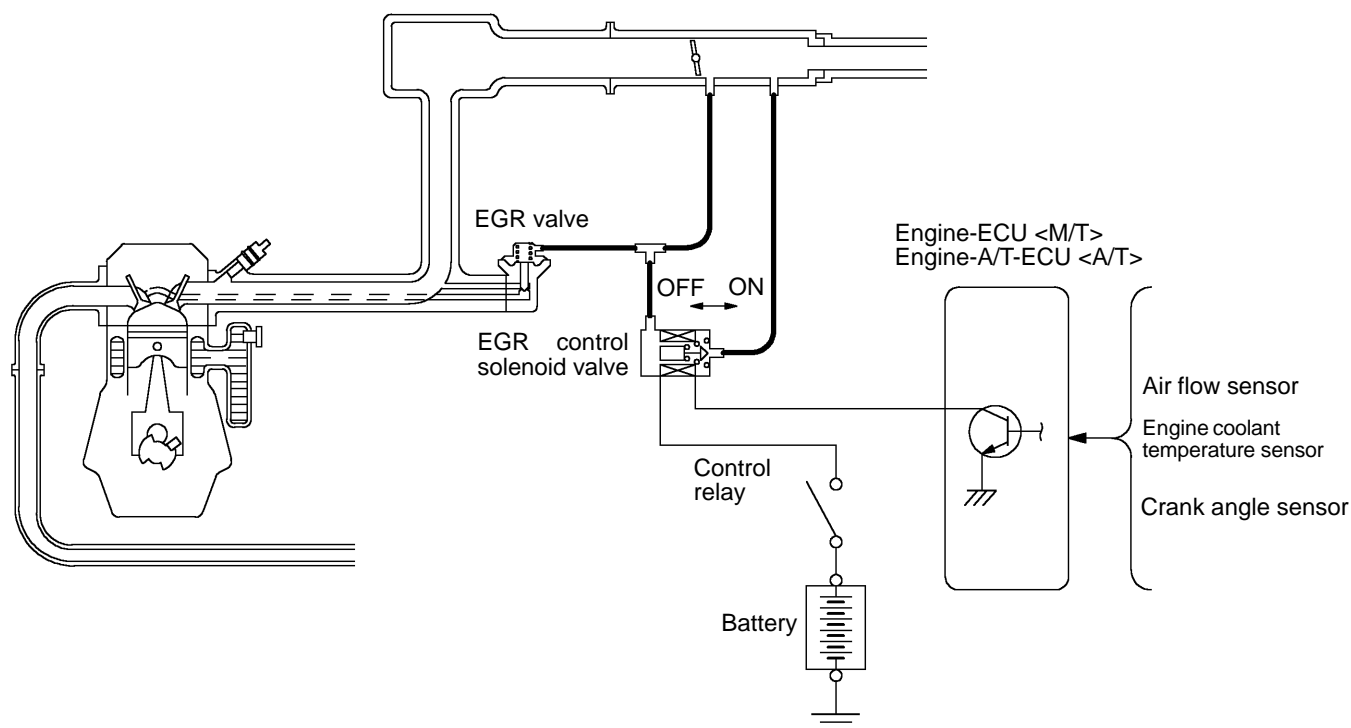 EGR valve
Engine-ECU <M/T>
Engine-A/T-ECU <A/T>
OFF ON
EGR control
solenoid valve
Air flow sensor
Engine coolant
temperature sensor
Control
relay
Crank angle sensor
Battery